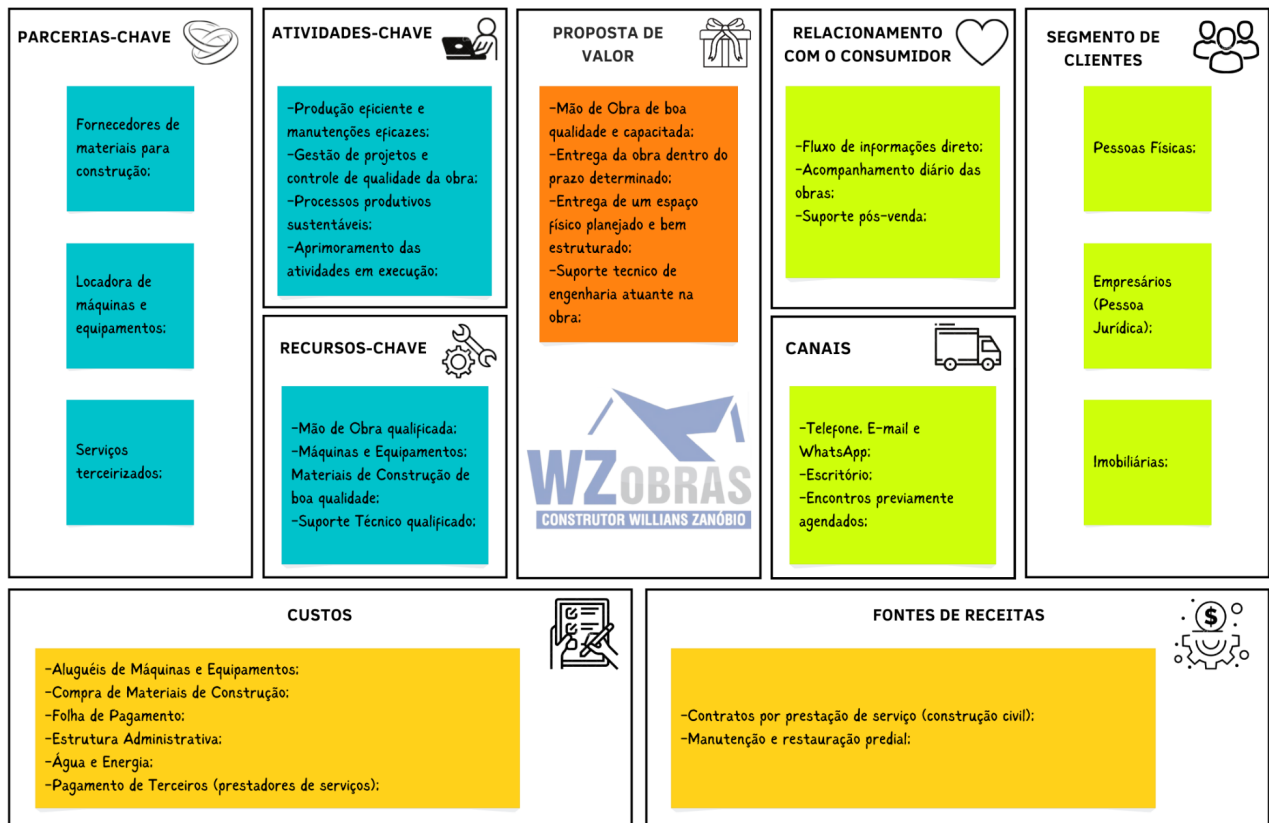 PARCERIAS-CHAVE
Fornecedores de
materiais para
construção;
Locadora de
máquinas e
equipamentos;
Serviços
terceirizados;
ATIVIDADES-CHAVE
-Produção eficiente e
manutenções eficazes;
-Gestão de projetos e
controle de qualidade da obra;
-Processos produtivos
sustentáveis;
-Aprimoramento das
atividades em execução;
RECURSOS-CHAVE
-Mão de Obra qualificada;
-Máquinas e Equipamentos;
Materiais de Construção de
boa qualidade;
-Suporte Técnico qualificado;
PROPOSTA DE
VALOR
-Mão de Obra de boa
qualidade e capacitada;
-Entrega da obra dentro do
prazo determinado;
-Entrega de um espaço
físico planejado e bem
estruturado;
-Suporte tecnico de
engenharia atuante na
obra;
WZ OBRAS
CONSTRUTOR WILLIANS ZANÓBIO
RELACIONAMENTO
COM O CONSUMIDOR
-Fluxo de informações direto;
-Acompanhamento diário das
obras;
-Suporte pós-venda;
CANAIS
-Telefone, E-mail e
WhatsApp;
-Escritório;
-Encontros previamente
agendados;
SEGMENTO DE
CLIENTES
Pessoas Físicas;
Empresários
(Pessoa
Jurídica);
Imobiliárias;
CUSTOS
-Aluguéis de Máquinas e Equipamentos;
-Compra de Materiais de Construção;
-Folha de Pagamento;
-Estrutura Administrativa;
-Água e Energia;
-Pagamento de Terceiros (prestadores de serviços);
FONTES DE RECEITAS
$
-Contratos por prestação de serviço (construção civil);
-Manutenção e restauração predial;